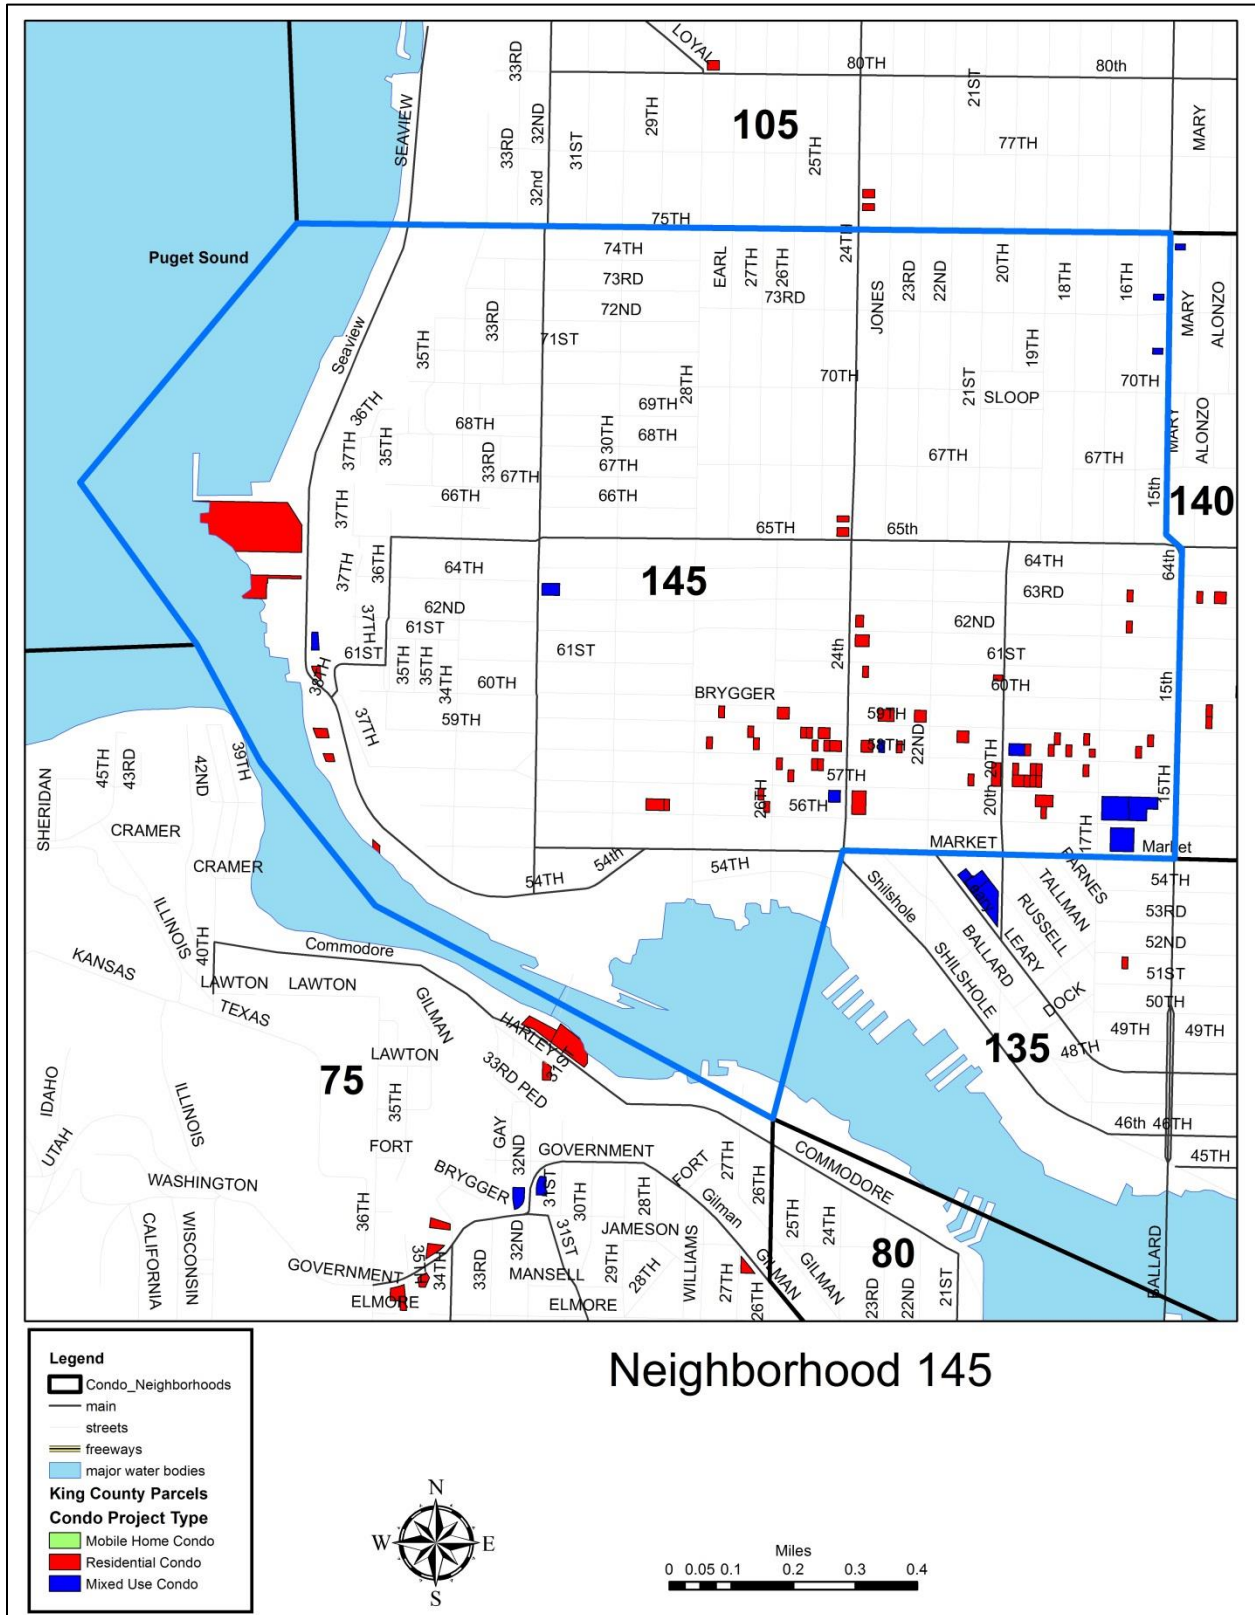 LOYAL
33RD
80TH
80th
SEAVIEW
33RD
32ND
32nd
31ST
29TH
105
25TH
21ST
77TH
MARY
75TH
24TH
Puget Sound
74TH
73RD
72ND
71ST
EARL
27TH
26TH
73RD
JONES
23RD
22ND
20TH
18TH
16TH
MARY
ALONZO
Seaview
35TH
33RD
36TH
28TH
70TH
21ST
19TH
SLOOP
70TH
69TH
68TH
68TH
30TH
MARY
ALONZO
37TH
35TH
33RD
67TH
67TH
67TH
67TH
66TH
66TH
37TH
15th
140
65TH
65th
37TH
36TH
64TH
145
64TH
64th
63RD
62ND
62ND
37TH
61ST
61ST
61ST
61ST
24th
38TH
35TH
35TH
34TH
60TH
60TH
15th
BRYGGER
59TH
59TH
37TH
58TH
22ND
20TH
57TH
26TH
56TH
20th
15TH
MARKET
17TH
Market
54th
54TH
54TH
BARNES
54TH
SHERIDAN
45TH
43RD
42ND
39TH
CRAMER
CRAMER
Shilshole
TALLMAN
RUSSELL
53RD
52ND
51ST
50TH
49TH
49TH
ILLINOIS
40TH
Commodore
KANSAS
LAWTON
LAWTON
TEXAS
GILMAN
BALLARD
LEARY
SHILSHOLE
DOCK
48TH
135
HARLEY
31ST
33RD PED
LAWTON
75
35TH
IDAHO
UTAH
ILLINOIS
FORT
GAY
32ND
GOVERNMENT
46th
46TH
45TH
WASHINGTON
BRYGGER
31ST
30TH
28TH
FORT
27TH
26TH
COMMODORE
Gilman
36TH
CALIFORNIA
WISCONSIN
GOVERNMENT
35TH
34TH
33RD
32ND
31ST
JAMESON
29TH
28TH
WILLIAMS
27TH
26TH
GILMAN
25TH
24TH
GILMAN
80
23RD
22ND
21ST
BALLARD
ELMORE
MANSELL
ELMORE
Neighborhood 145
Legend
Condo_Neighborhoods
main
streets
freeways
major water bodies
King County Parcels
Condo Project Type
Mobile Home Condo
Residential Condo
Mixed Use Condo
N
W
E
S
Miles
0 0.05 0.1 0.2 0.3 0.4